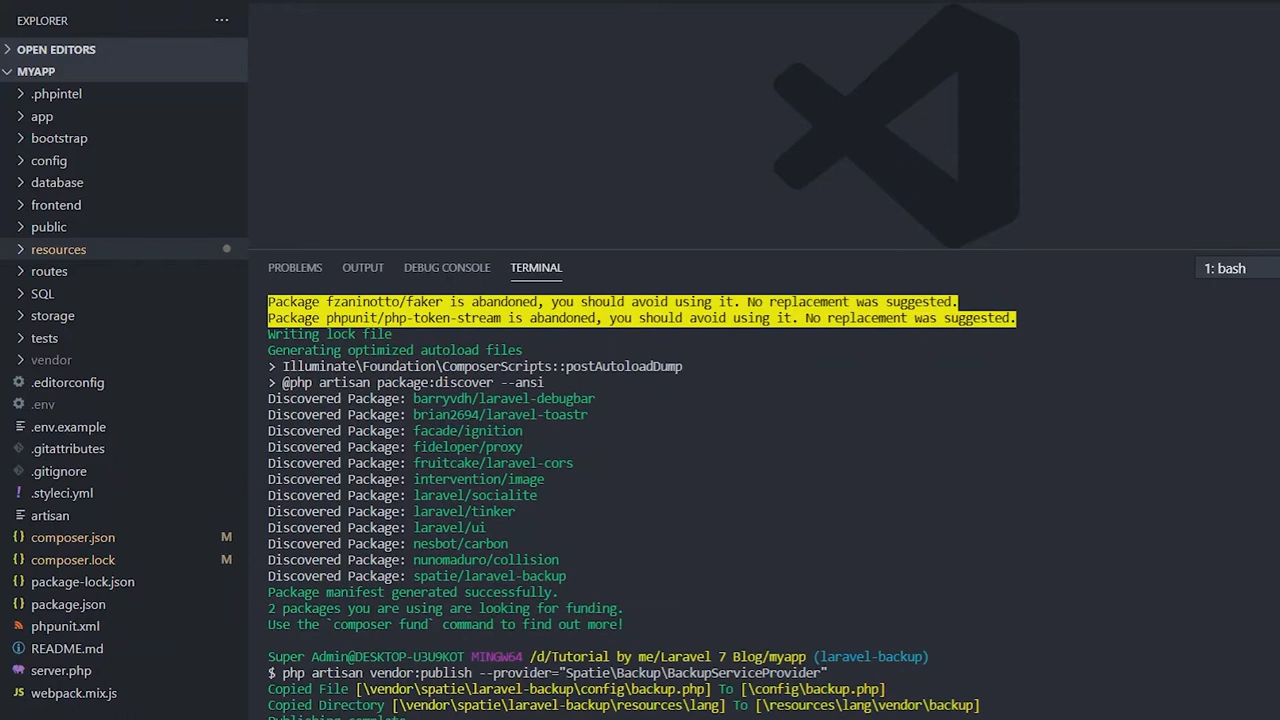 EXPLORER
···
OPEN EDITORS
MYAPP
.phpintel
app
bootstrap
config
database
frontend
public
resources
routes
SQL
storage
tests
vendor
.editorconfig
.env
.env.example
.gitattributes
.gitignore
.styleci.yml
artisan
composer.json M
composer.lock M
package-lock.json
package.json
phpunit.xml
README.md
server.php
webpack.mix.js
PROBLEMS OUTPUT DEBUG CONSOLE TERMINAL 1: bash
Package fzaninotto/faker is abandoned, you should avoid using it. No replacement was suggested.
Package phpunit/php-token-stream is abandoned, you should avoid using it. No replacement was suggested.
Writing lock file
Generating optimized autoload files
> Illuminate\Foundation\ComposerScripts::postAutoloadDump
> @php artisan package:discover --ansi
Discovered Package: barryvdh/laravel-debugbar
Discovered Package: brian2694/laravel-toastr
Discovered Package: facade/ignition
Discovered Package: fideloper/proxy
Discovered Package: fruitcake/laravel-cors
Discovered Package: intervention/image
Discovered Package: laravel/socialite
Discovered Package: laravel/tinker
Discovered Package: laravel/ui
Discovered Package: nesbot/carbon
Discovered Package: nunomaduro/collision
Discovered Package: spatie/laravel-backup
Package manifest generated successfully.
2 packages you are using are looking for funding.
Use the `composer fund` command to find out more!
Super Admin@DESKTOP-U3U9KOT MINGW64 /d/Tutorial by me/Laravel 7 Blog/myapp (laravel-backup)
$ php artisan vendor:publish --provider="Spatie\Backup\BackupServiceProvider"
Copied File [\vendor\spatie\laravel-backup\config\backup.php] To [\config\backup.php]
Copied Directory [\vendor\spatie\laravel-backup\resources\lang] To [\resources\lang\vendor\backup]
Publishing complete.